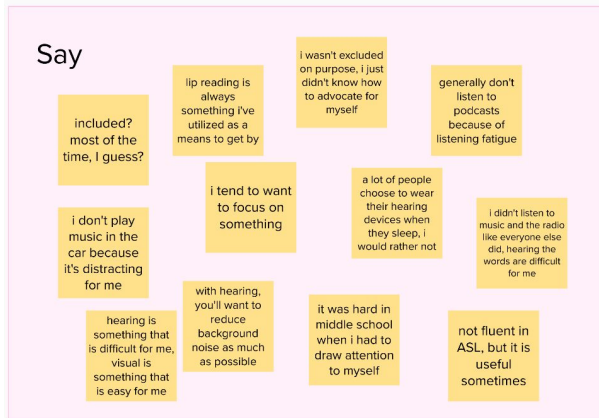 Say
i wasn't excluded
on purpose, i just
didn't know how
to advocate for
myself
lip reading is
always
something i've
utilized as a
means to get by
generally don't
listen to
podcasts
because of
listening fatigue
included?
most of the
time, I guess?
i tend to want
to focus on
something
a lot of people
choose to wear
their hearing
devices when
they sleep, i
would rather not
i didn't listen to
music and the radio
like everyone else
did, hearing the
words are difficult
for me
i don't play
music in the
car because
it's distracting
for me
with hearing,
you'll want to
reduce
background
noise as much
as possible
it was hard in
middle school
when i had to
draw attention
to myself
hearing is
something that
is difficult for me,
visual is
something that
is easy for me
not fluent in
ASL, but it is
useful
sometimes